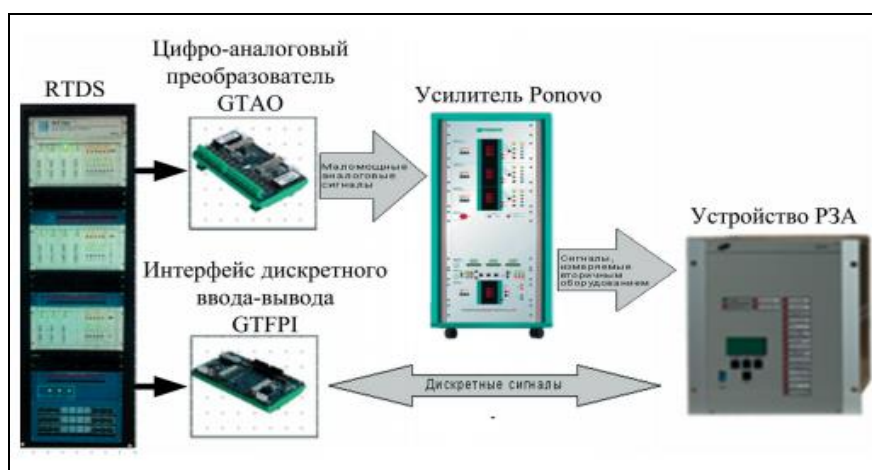 RTDS
Цифро-аналоговый
преобразователь
GTAO
Маломощные
аналоговые
сигналы
Усилитель Ponovo
Устройство РЗА
Сигналы,
измеряемые
вторичным
оборудованием
Интерфейс дискретного
ввода-вывода
GTFPI
Дискретные сигналы